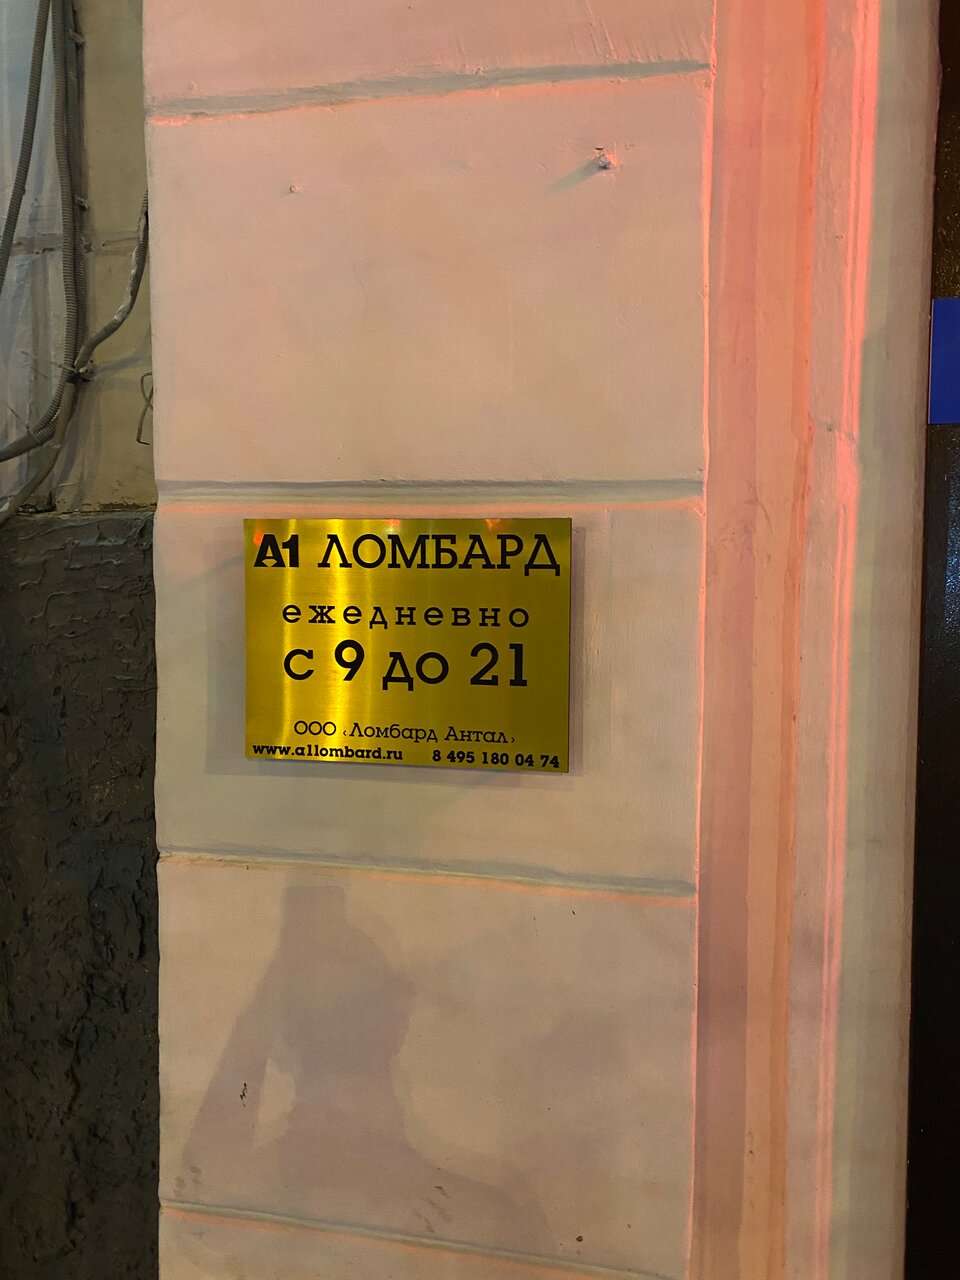 А1 ЛОМБАРД
ежедневно
с 9 до 21
ООО ‹Ломбард Антал›
www.a1lombard.ru 8 495 180 04 74